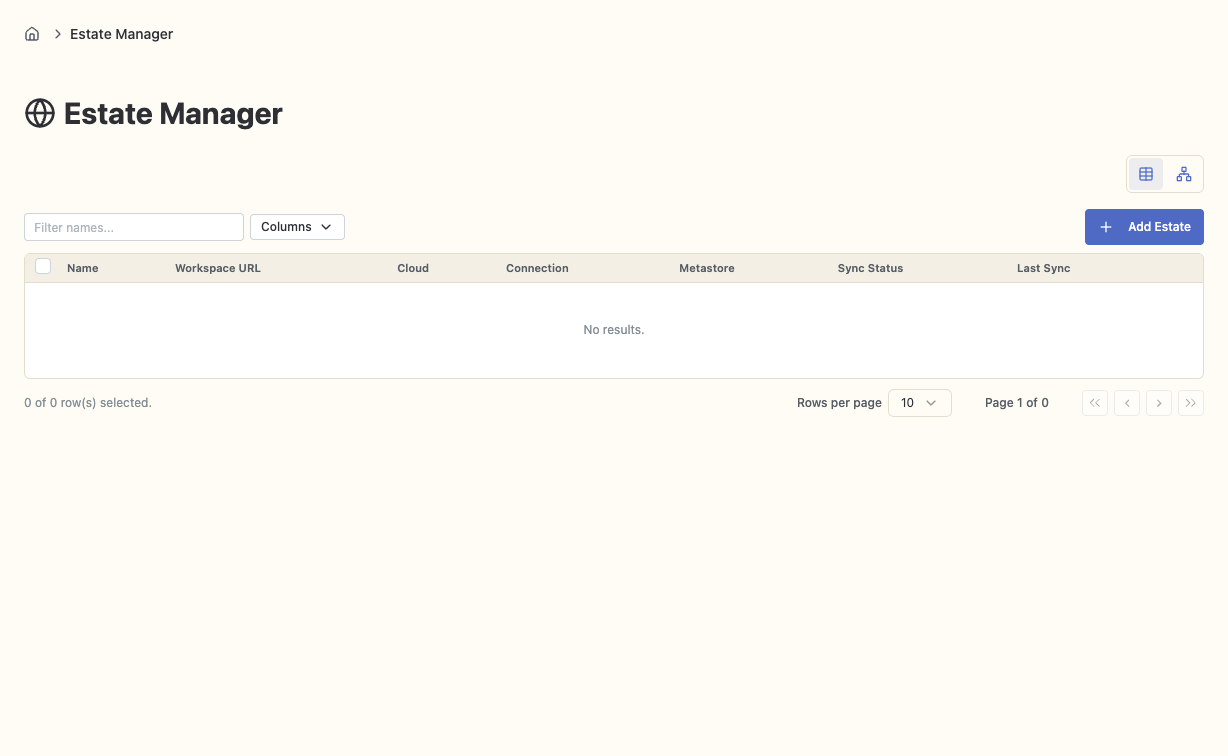 Estate Manager
Estate Manager
Filter names...
Columns
Add Estate
Name Workspace URL Cloud Connection Metastore Sync Status Last Sync
No results.
0 of 0 row(s) selected.
Rows per page 10 Page 1 of 0